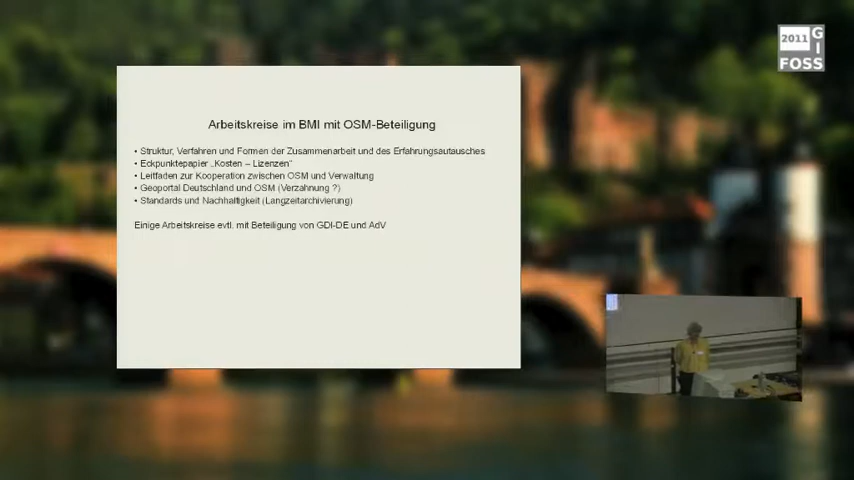 2011
GI
FOSS
Arbeitskreise im BMI mit OSM-Beteiligung
• Struktur, Verfahren und Formen der Zusammenarbeit und des Erfahrungsautausches
• Eckpunktepapier „Kosten – Lizenzen"
• Leitfaden zur Kooperation zwischen OSM und Verwaltung
• Geoportal Deutschland und OSM (Verzahnung ?)
• Standards und Nachhaltigkeit (Langzeitarchivierung)
Einige Arbeitskreise evtl. mit Beteiligung von GDI-DE und AdV